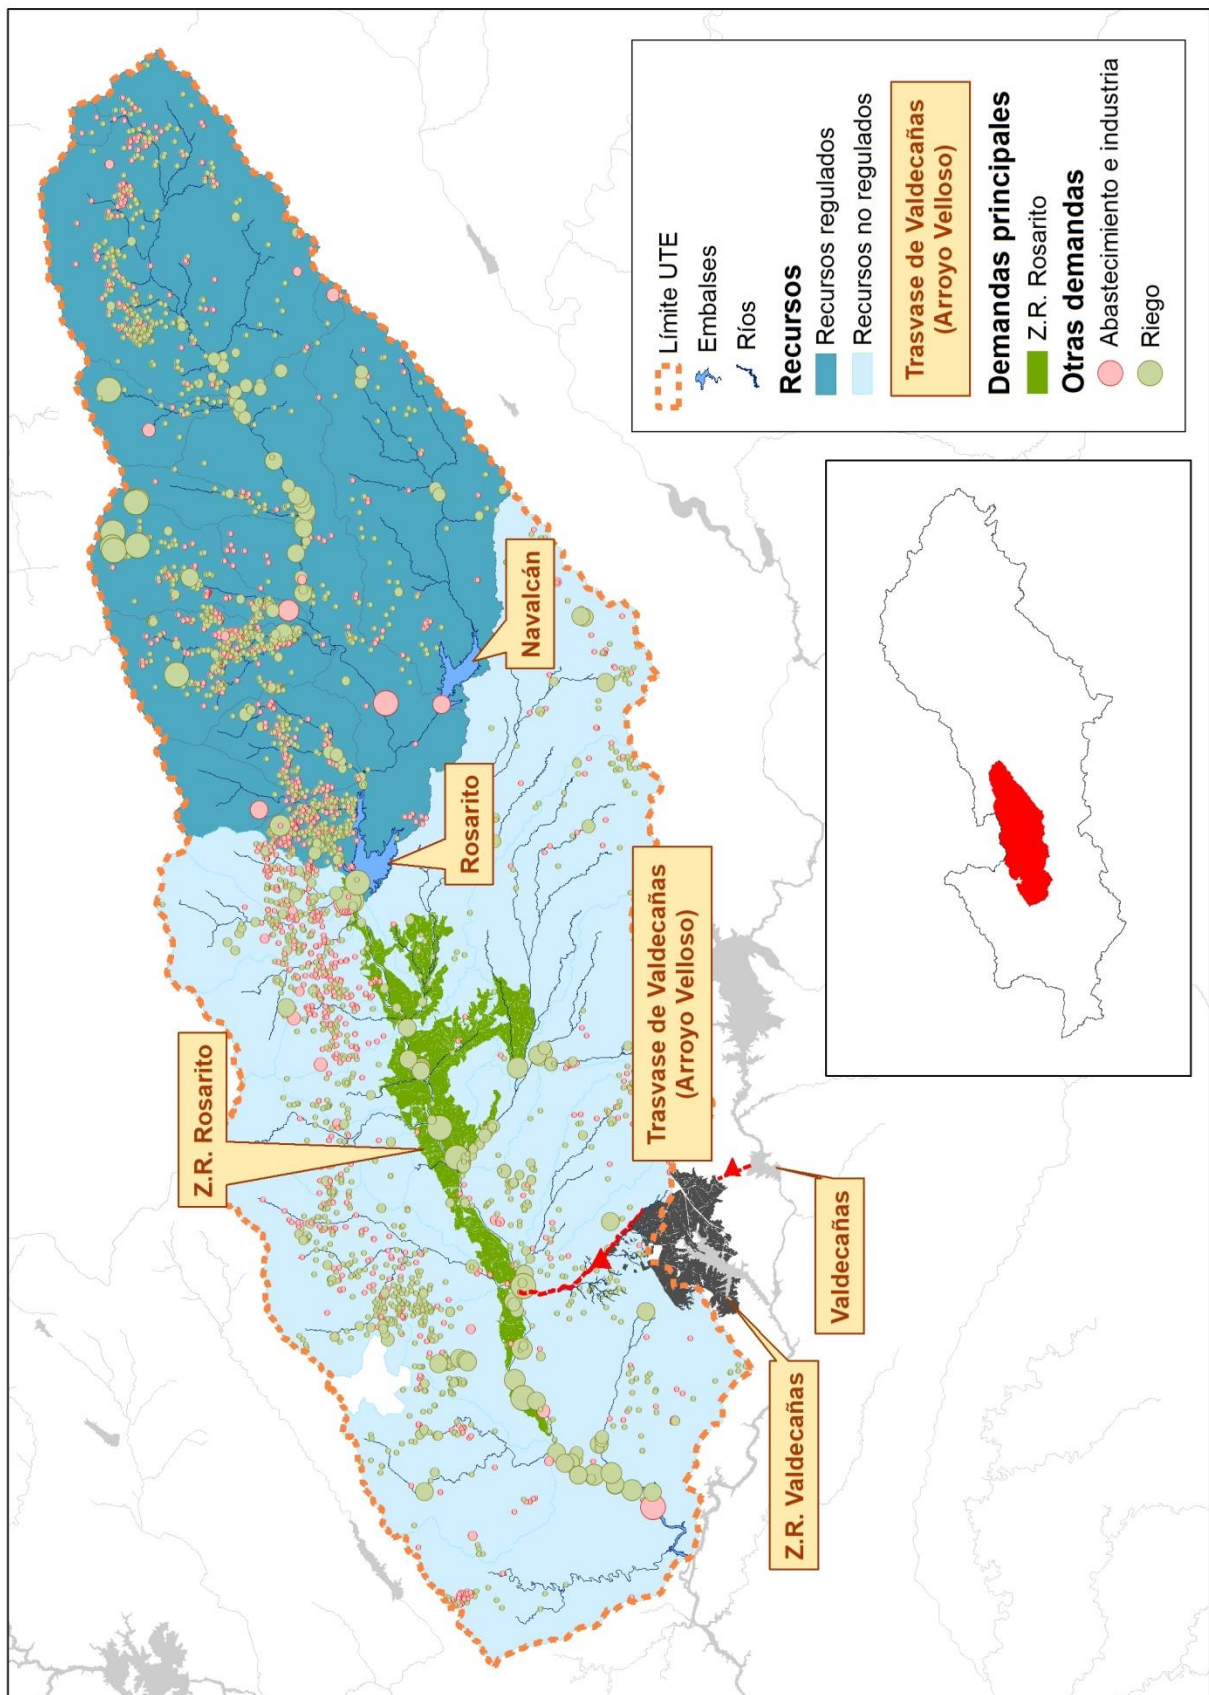 Z.R. Rosarito
Rosarito
Navalcán
Trasvase de Valdecañas
(Arroyo Velloso)
Z.R. Valdecañas
Valdecañas
Límite UTE
Embalses
Ríos
Recursos
Recursos regulados
Recursos no regulados
Trasvase de Valdecañas
(Arroyo Velloso)
Demandas principales
Z.R. Rosarito
Otras demandas
Abastecimiento e industria
Riego